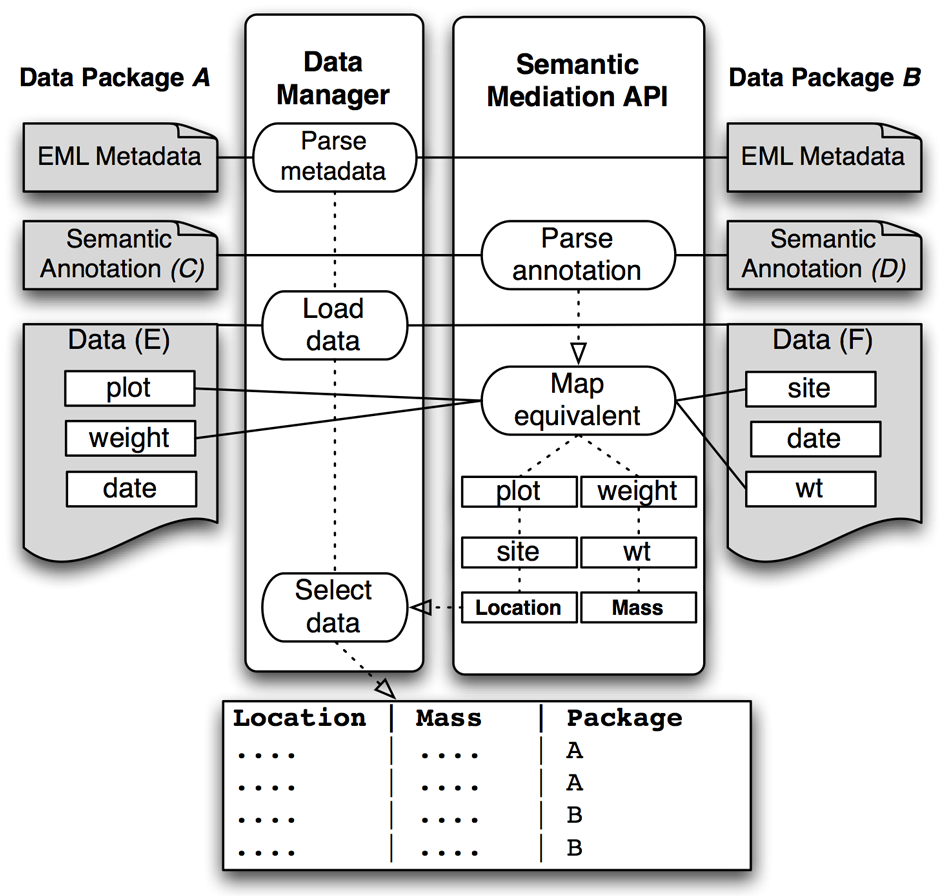 Data Package A
Data
Manager
Semantic
Mediation API
Data Package B
EML Metadata
Parse
metadata
EML Metadata
Semantic
Annotation (C)
Parse
annotation
Semantic
Annotation (D)
Data (E)
Load
data
Data (F)
plot
weight
date
Map
equivalent
site
date
wt
plot
weight
site
wt
Location
Mass
Select
data
Location | Mass | Package
.... | .... | A
.... | .... | A
.... | .... | B
.... | .... | B